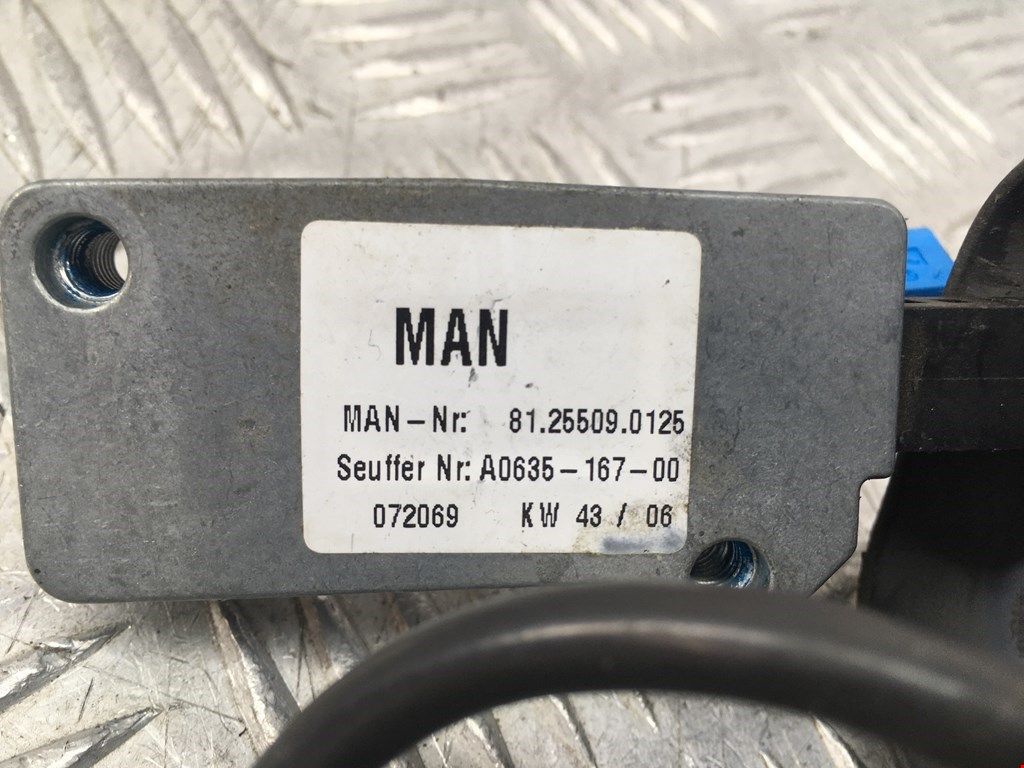 MAN
MAN-Nr: 81.25509.0125
Seuffer Nr: A0635-167-00
072069 KW 43 / 06